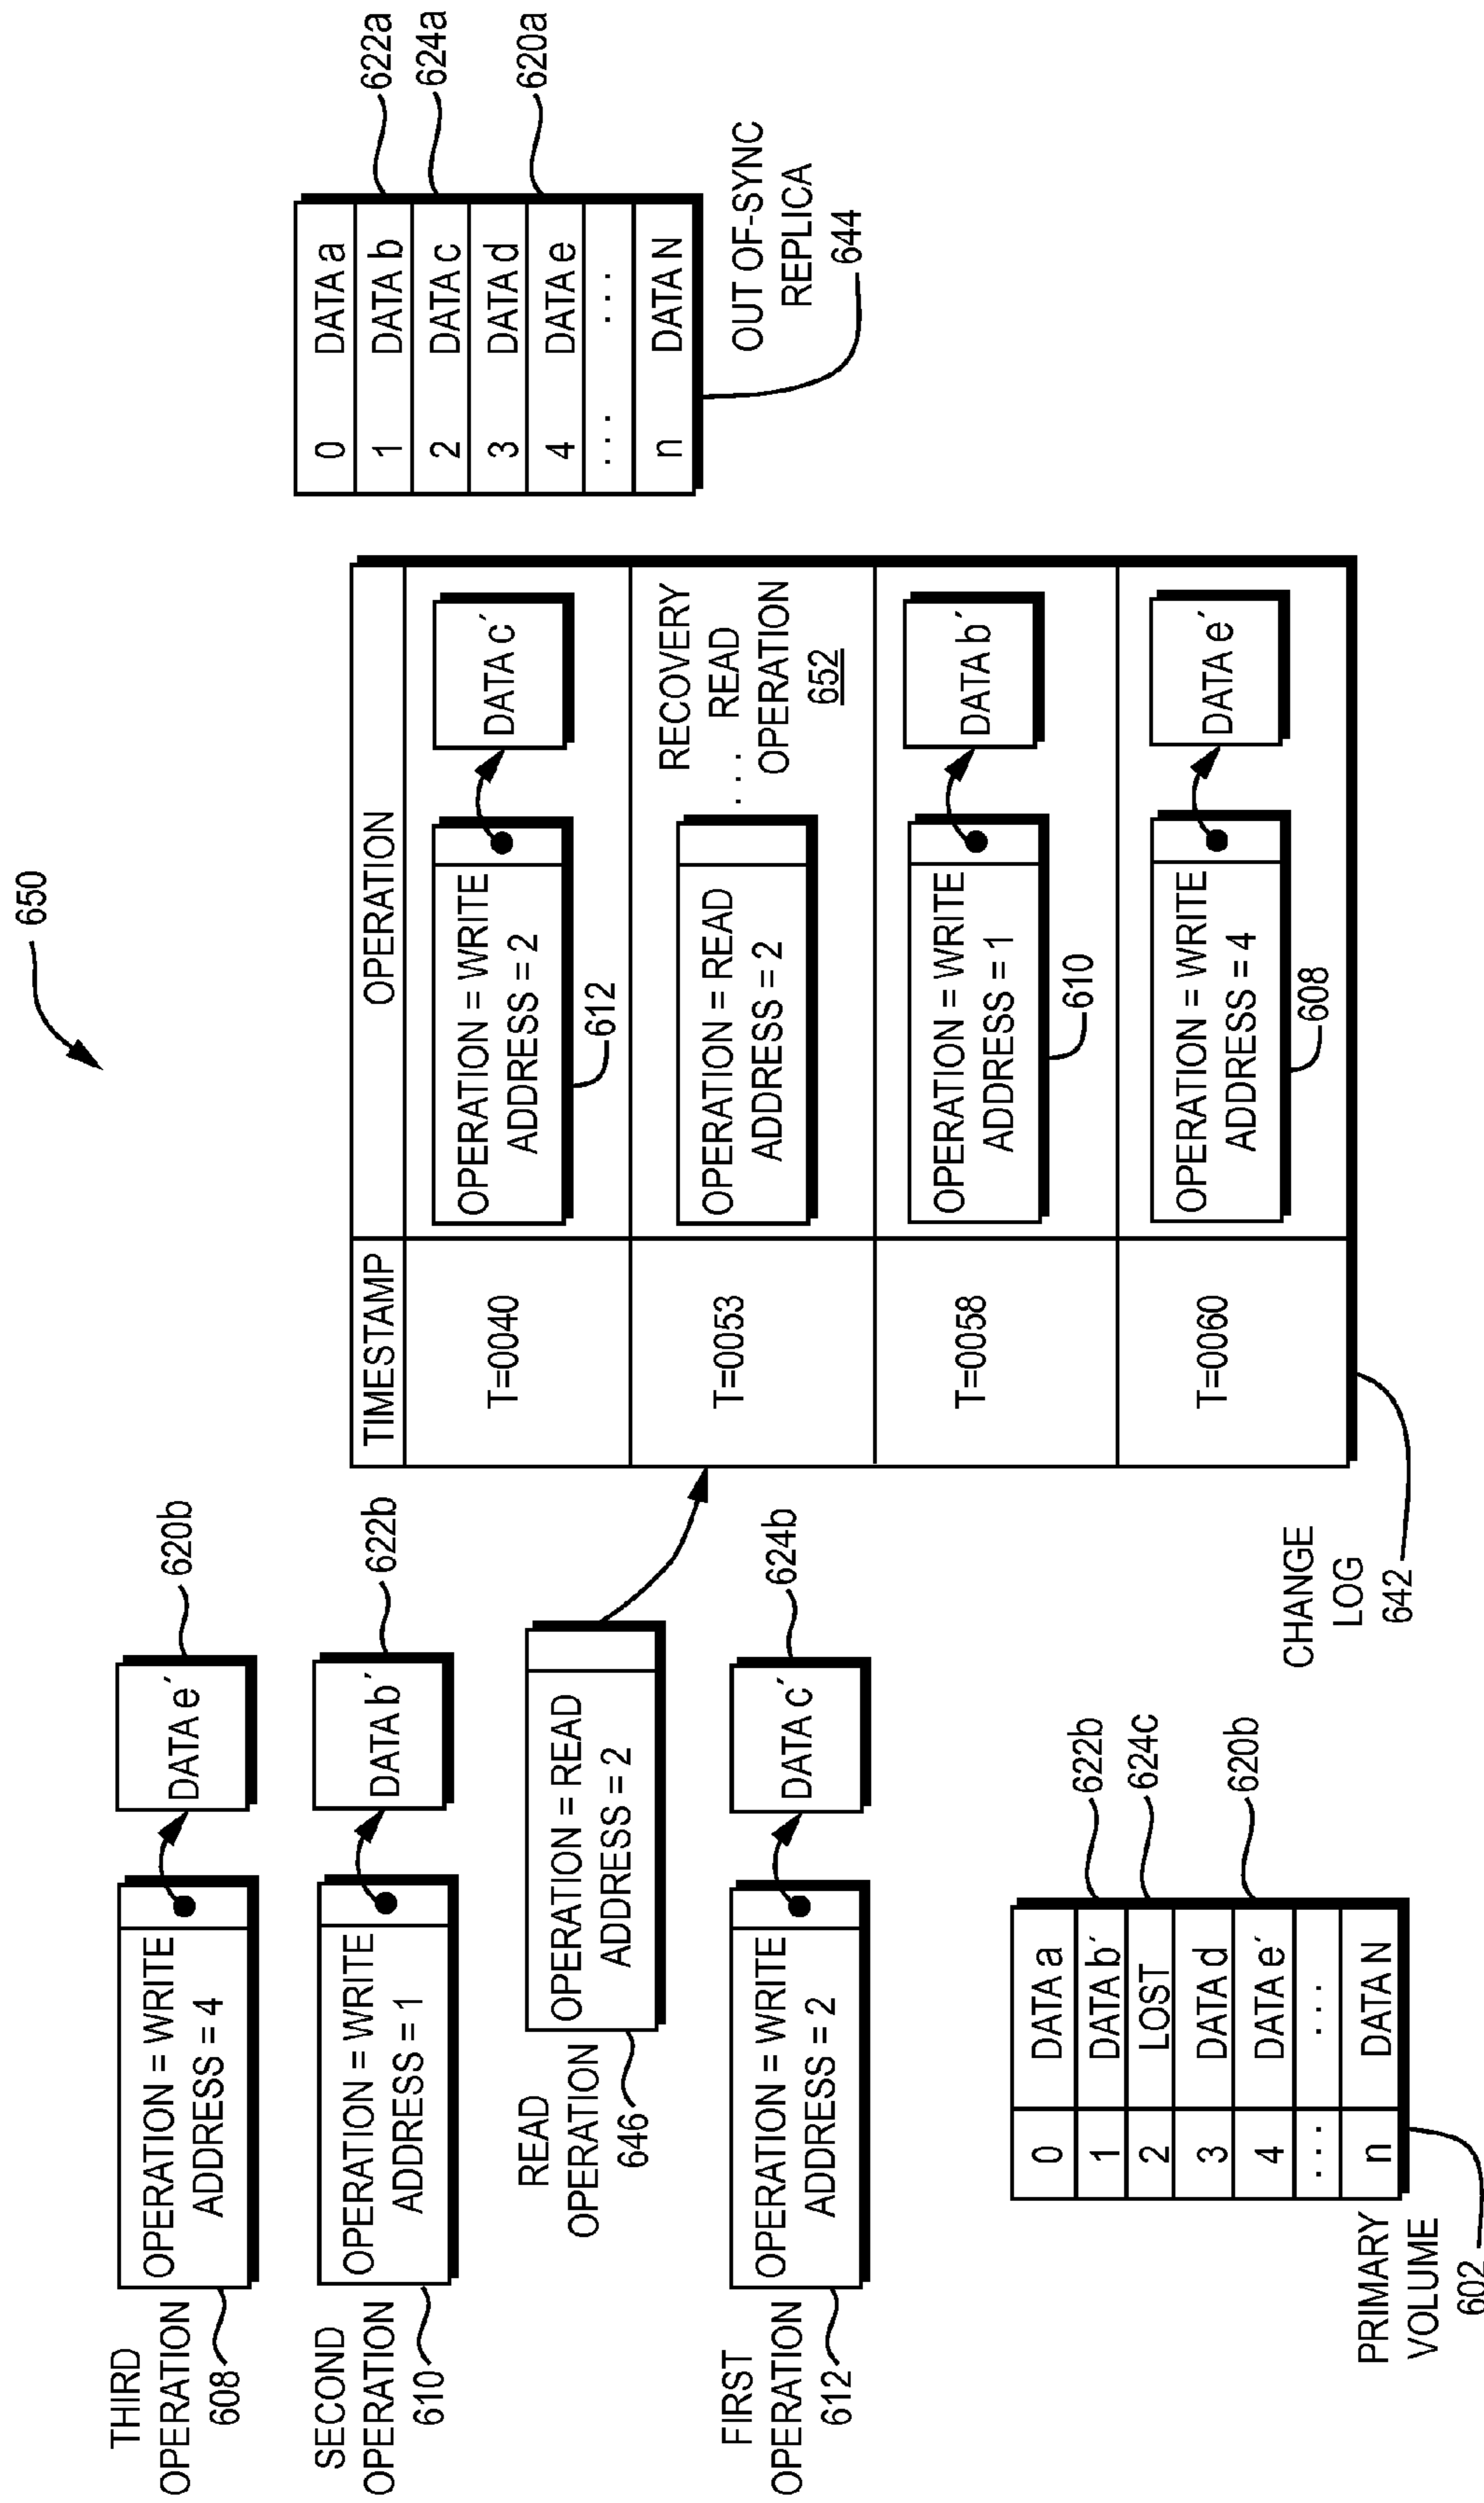 650
THIRD
OPERATION
608
OPERATION = WRITE
ADDRESS = 4
DATA e´
620b
SECOND
OPERATION
610
OPERATION = WRITE
ADDRESS = 1
DATA b´
622b
READ
OPERATION
646
OPERATION = READ
ADDRESS = 2
FIRST
OPERATION
612
OPERATION = WRITE
ADDRESS = 2
DATA c´
624b
PRIMARY
VOLUME
602
0 DATA a
1 DATA b´
2 LOST
3 DATA d
4 DATA e´
... ...
n DATA N
622b
624c
620b
CHANGE
LOG
642
TIMESTAMP OPERATION
T=0040
OPERATION = WRITE
ADDRESS = 2
DATA c´
612
T=0053
OPERATION = READ
ADDRESS = 2
RECOVERY
... READ
OPERATION
652
T=0058
OPERATION = WRITE
ADDRESS = 1
DATA b´
610
T=0060
OPERATION = WRITE
ADDRESS = 4
DATA e´
608
0 DATA a
1 DATA b
2 DATA c
3 DATA d
4 DATA e
... ...
n DATA N
622a
624a
620a
OUT OF-SYNC
REPLICA
644